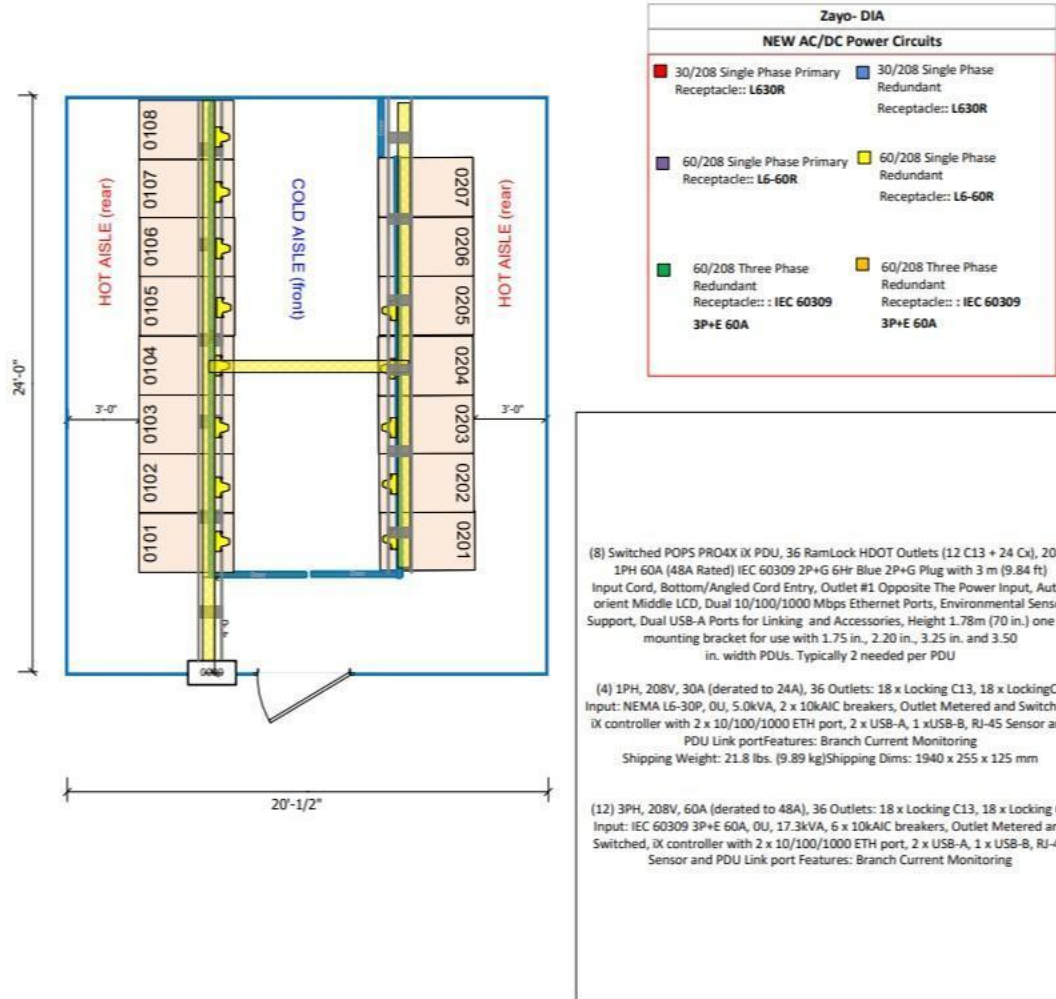 Zayo- DIA
NEW AC/DC Power Circuits
30/208 Single Phase Primary
Receptacle:: L630R
30/208 Single Phase
Redundant
Receptacle:: L630R
60/208 Single Phase Primary
Receptacle:: L6-60R
60/208 Single Phase
Redundant
Receptacle:: L6-60R
60/208 Three Phase
Redundant
Receptacle:: : IEC 60309
3P+E 60A
60/208 Three Phase
Redundant
Receptacle:: : IEC 60309
3P+E 60A
24'-0"
HOT AISLE (rear)
3'-0"
0108
0107
0106
0105
0104
0103
0102
0101
COLD AISLE (front)
0207
0206
0205
0204
0203
0202
0201
HOT AISLE (rear)
3'-0"
Door
Door
Door
20'-1/2"
(8) Switched POPS PRO4X iX PDU, 36 RamLock HDOT Outlets (12 C13 + 24 Cx), 20
1PH 60A (48A Rated) IEC 60309 2P+G 6Hr Blue 2P+G Plug with 3 m (9.84 ft)
Input Cord, Bottom/Angled Cord Entry, Outlet #1 Opposite The Power Input, Aut
orient Middle LCD, Dual 10/100/1000 Mbps Ethernet Ports, Environmental Sens
Support, Dual USB-A Ports for Linking and Accessories, Height 1.78m (70 in.) one
mounting bracket for use with 1.75 in., 2.20 in., 3.25 in. and 3.50
in. width PDUs. Typically 2 needed per PDU
(4) 1PH, 208V, 30A (derated to 24A), 36 Outlets: 18 x Locking C13, 18 x LockingC
Input: NEMA L6-30P, 0U, 5.0kVA, 2 x 10kAIC breakers, Outlet Metered and Switch
iX controller with 2 x 10/100/1000 ETH port, 2 x USB-A, 1 xUSB-B, RJ-45 Sensor a
PDU Link portFeatures: Branch Current Monitoring
Shipping Weight: 21.8 lbs. (9.89 kg)Shipping Dims: 1940 x 255 x 125 mm
(12) 3PH, 208V, 60A (derated to 48A), 36 Outlets: 18 x Locking C13, 18 x Locking
Input: IEC 60309 3P+E 60A, 0U, 17.3kVA, 6 x 10kAIC breakers, Outlet Metered a
Switched, iX controller with 2 x 10/100/1000 ETH port, 2 x USB-A, 1 x USB-B, RJ-4
Sensor and PDU Link port Features: Branch Current Monitoring